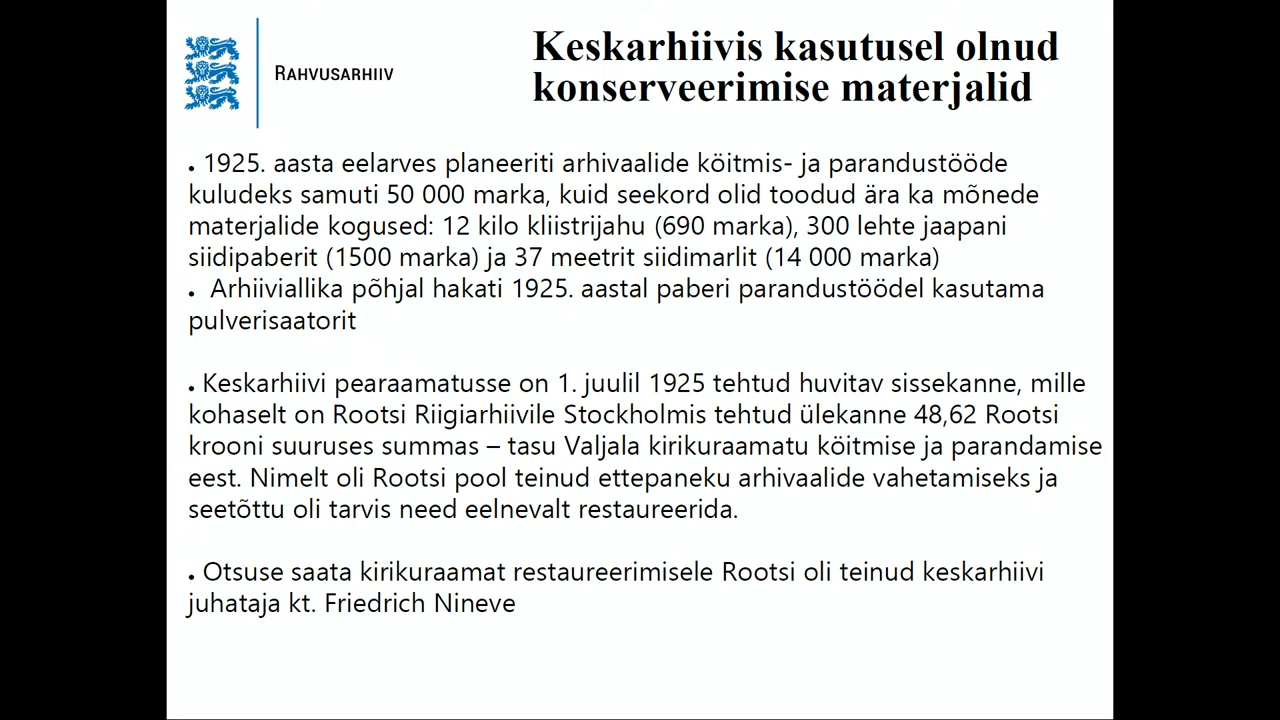 RAHVUSARHIIV
Keskarhiivis kasutusel olnud
konserveerimise materjalid
• 1925. aasta eelarves planeeriti arhivaalide köitmis- ja parandustööde
kuludeks samuti 50 000 marka, kuid seekord olid toodud ära ka mõnede
materjalide kogused: 12 kilo kliistrijahu (690 marka), 300 lehte jaapani
siidipaberit (1500 marka) ja 37 meetrit siidimarlit (14 000 marka)
• Arhiiviallika põhjal hakati 1925. aastal paberi parandustöödel kasutama
pulverisaatorit
• Keskarhiivi pearaamatusse on 1. juulil 1925 tehtud huvitav sissekanne, mille
kohaselt on Rootsi Riigiarhiivile Stockholmis tehtud ülekanne 48,62 Rootsi
krooni suuruses summas – tasu Valjala kirikuraamatu köitmise ja parandamise
eest. Nimelt oli Rootsi pool teinud ettepaneku arhivaalide vahetamiseks ja
seetõttu oli tarvis need eelnevalt restaureerida.
• Otsuse saata kirikuraamat restaureerimisele Rootsi oli teinud keskarhiivi
juhataja kt. Friedrich Nineve